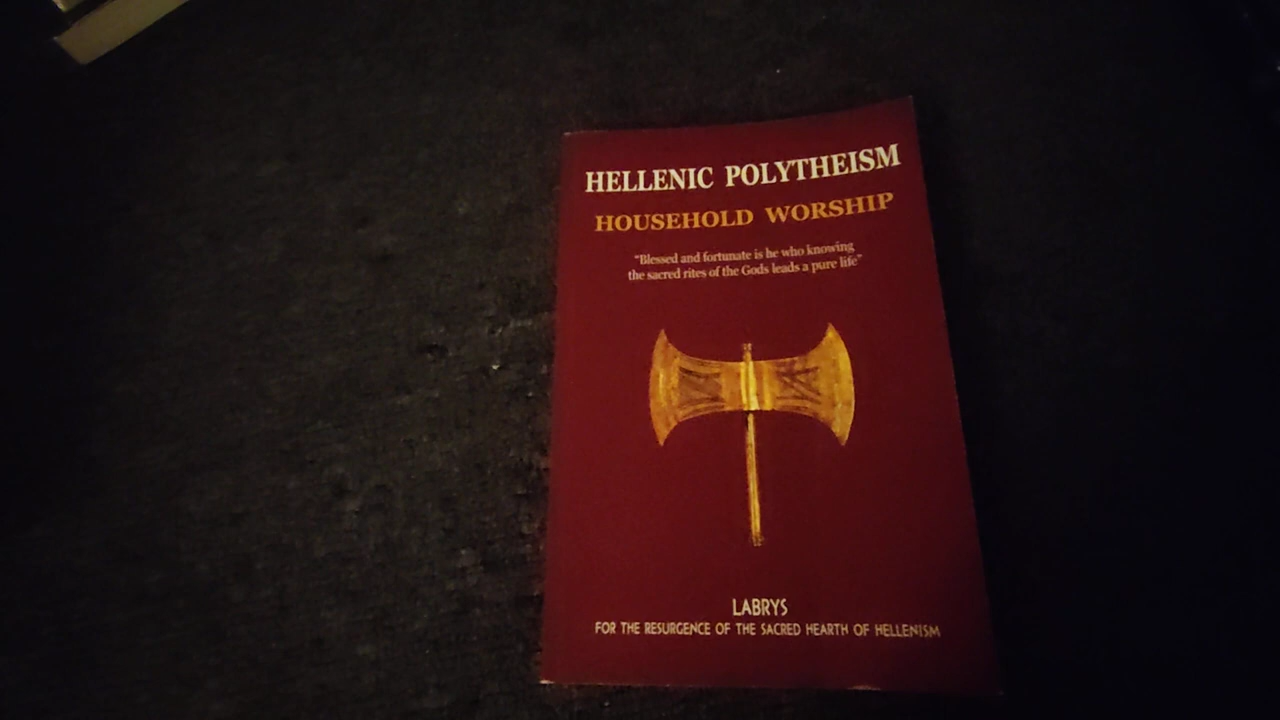 HELLENIC POLYTHEISM
HOUSEHOLD WORSHIP
"Blessed and fortunate is he who knowing
the sacred rites of the Gods leads a pure life"
LABRYS
FOR THE RESURGENCE OF THE SACRED HEARTH OF HELLENISM